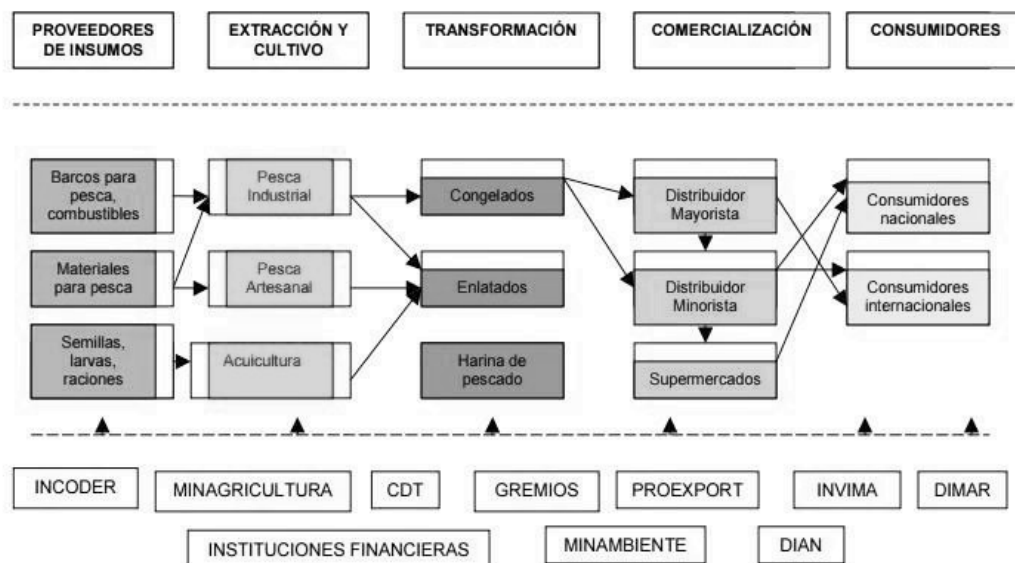 PROVEEDORES
DE INSUMOS
EXTRACCIÓN Y
CULTIVO
TRANSFORMACIÓN
COMERCIALIZACIÓN
CONSUMIDORES
Barcos para
pesca,
combustibles
Pesca
Industrial
Congelados
Distribuidor
Mayorista
Consumidores
nacionales
Materiales
para pesca
Pesca
Artesanal
Enlatados
Distribuidor
Minorista
Consumidores
internacionales
Semillas,
larvas,
raciones
Acuicultura
Harina de
pescado
Supermercados
INCODER
MINAGRICULTURA
CDT
GREMIOS
PROEXPORT
INVIMA
DIMAR
INSTITUCIONES FINANCIERAS
MINAMBIENTE
DIAN